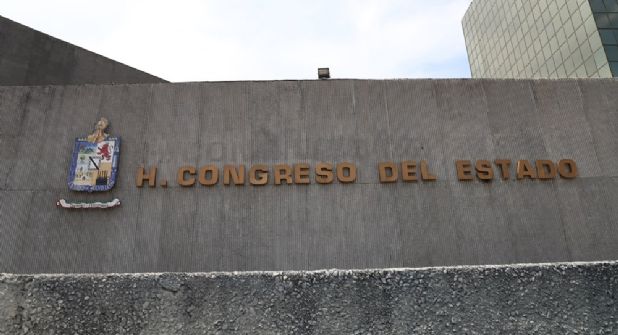 H. CONGRESO DEL ESTADO